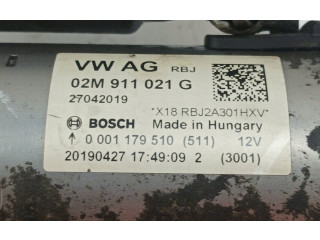 VW AG RBJ
02M 911 021 G
27042019
*X18 RBJ2A301HXV*
BOSCH Made in Hungary
0 001 179 510 (511) 12V
20190427 17:49:09 2 (3001)